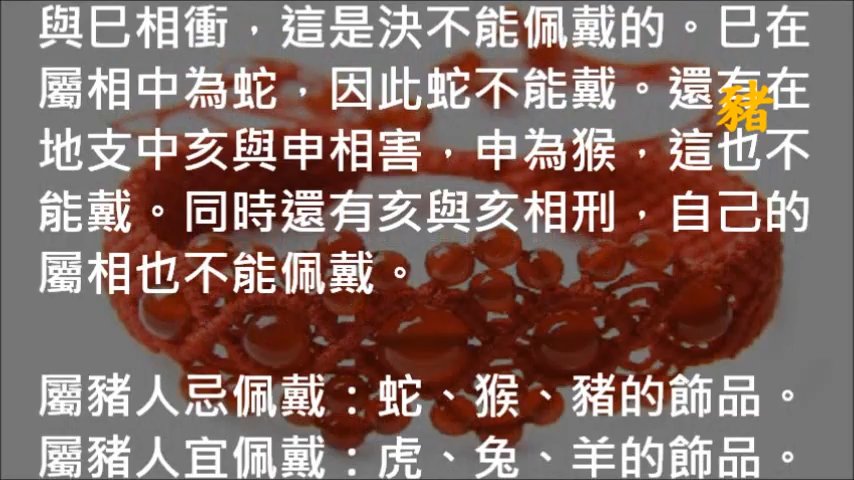 與巳相衝，這是決不能佩戴的。巳在
屬相中為蛇，因此蛇不能戴。還有在
豬
地支中亥與申相害，申為猴，這也不
能戴。同時還有亥與亥相刑，自己的
屬相也不能佩戴。
屬豬人忌佩戴：蛇、猴、豬的飾品。
屬豬人宜佩戴：虎、兔、羊的飾品。